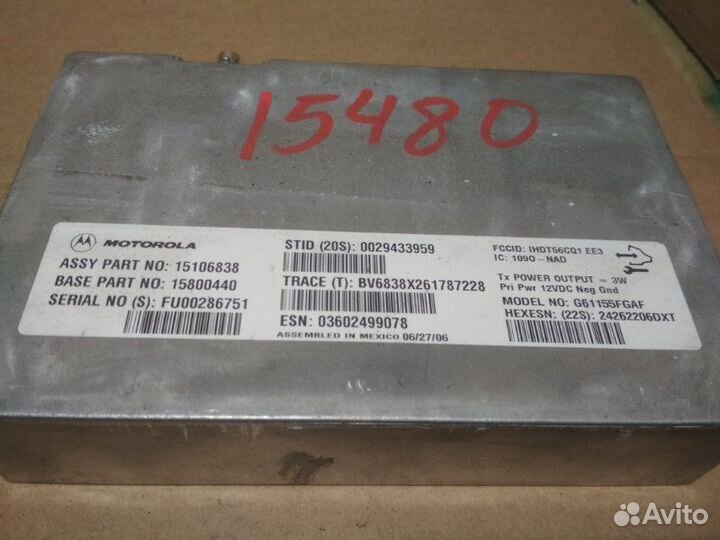 15480
MOTOROLA
ASSY PART NO: 15106838
BASE PART NO: 15800440
SERIAL NO (S): FU00286751
STID (20S): 0029433959
TRACE (T): BV6838X261787228
ESN: 03602499078
ASSEMBLED IN MEXICO 06/27/06
FCCID: IHDT56CQ1 EE3
IC: 109O-NAD
Tx POWER OUTPUT = 3W
Pri Pwr 12VDC Neg Gnd
MODEL NO: G61155FGAF
HEXESN: (22S): 24262206DXT
Avito